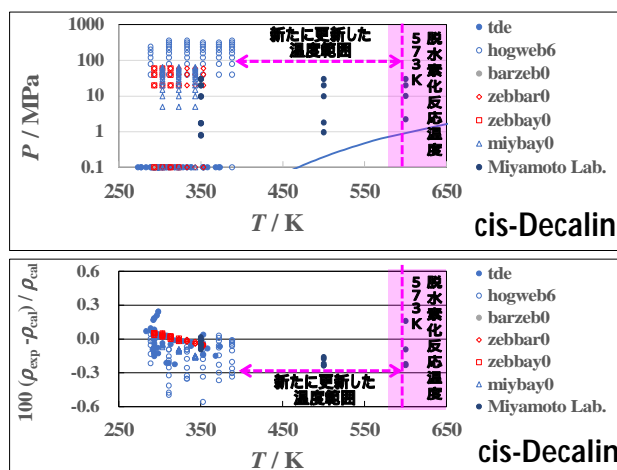 1000
100
10
1
0.1
P / MPa
250
350
450
550
650
T / K
新たに更新した
温度範囲
脱水素化反応温度
573K
tde
hogweb6
barzeb0
zebbar0
zebbay0
miybay0
Miyamoto Lab.
cis-Decalin
0.6
0.3
0.0
-0.3
-0.6
100 (ρexp -ρcal) / ρcal
250
350
450
550
650
T / K
新たに更新した
温度範囲
脱水素化反応温度
573K
tde
hogweb6
barzeb0
zebbar0
zebbay0
miybay0
Miyamoto Lab.
cis-Decalin